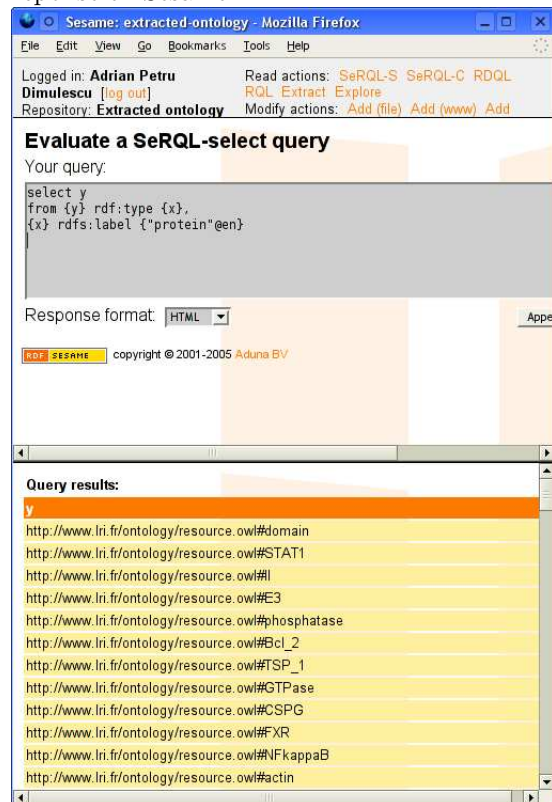 Sesame: extracted-ontology - Mozilla Firefox
File Edit View Go Bookmarks Tools Help
Logged in: Adrian Petru Dimulescu [log out]
Repository: Extracted ontology
Read actions: SeRQL-S SeRQL-C RDQL
RQL Extract Explore
Modify actions: Add (file) Add (www) Add
Evaluate a SeRQL-select query
Your query:
select y
from {y} rdf:type {x},
{x} rdfs:label {"protein"@en}
Response format: HTML
Appe
RDF SESAME copyright © 2001-2005 Aduna BV
Query results:
y
http://www.lri.fr/ontology/resource.owl#domain
http://www.lri.fr/ontology/resource.owl#STAT1
http://www.lri.fr/ontology/resource.owl#II
http://www.lri.fr/ontology/resource.owl#E3
http://www.lri.fr/ontology/resource.owl#phosphatase
http://www.lri.fr/ontology/resource.owl#Bcl_2
http://www.lri.fr/ontology/resource.owl#TSP_1
http://www.lri.fr/ontology/resource.owl#GTPase
http://www.lri.fr/ontology/resource.owl#CSPG
http://www.lri.fr/ontology/resource.owl#FXR
http://www.lri.fr/ontology/resource.owl#NFkappaB
http://www.lri.fr/ontology/resource.owl#actin